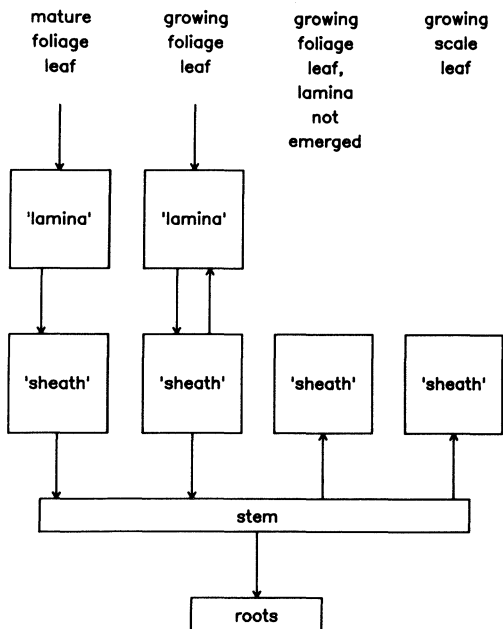 mature
foliage
leaf
growing
foliage
leaf
growing
foliage
leaf,
lamina
not
emerged
growing
scale
leaf
'lamina'
'lamina'
'sheath'
'sheath'
'sheath'
'sheath'
stem
roots